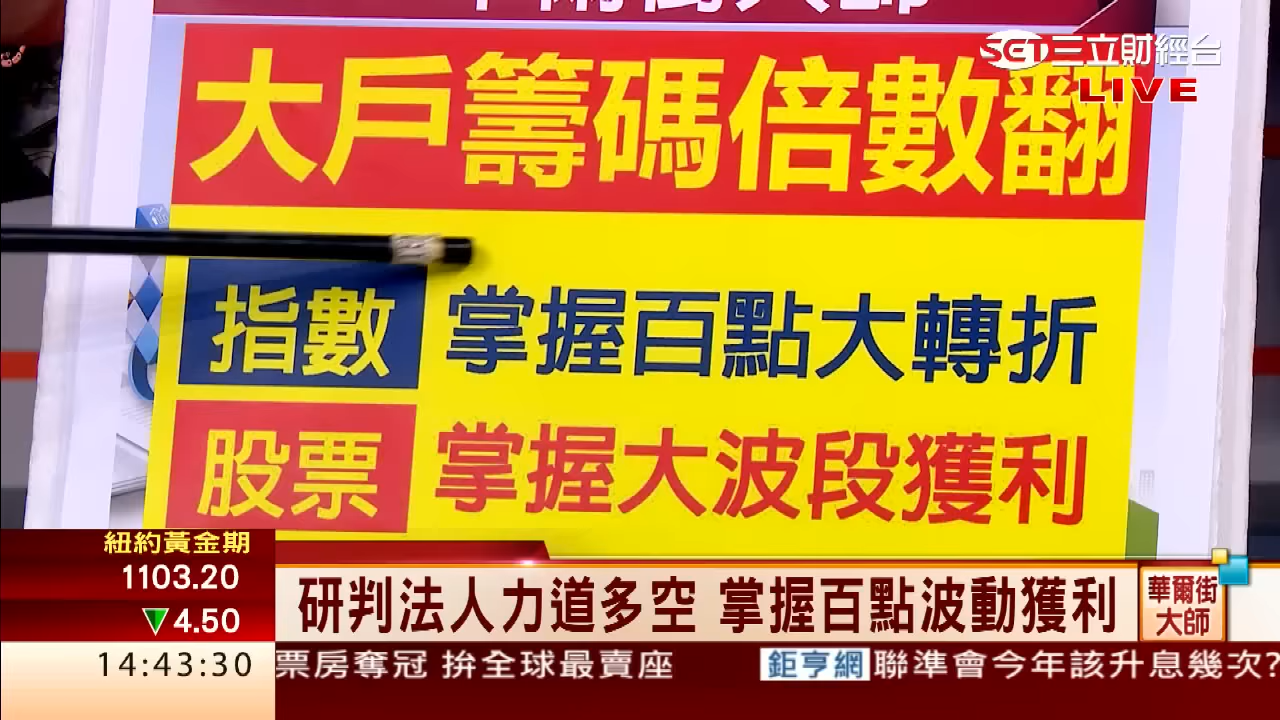 SET三立財經台
LIVE
大戶籌碼倍數翻
指數 掌握百點大轉折
股票 掌握大波段獲利
紐約黃金期
1103.20
▼4.50
研判法人力道多空 掌握百點波動獲利
華爾街
大師
14:43:30
票房奪冠 拚全球最賣座 鉅亨網 聯準會今年該升息幾次?